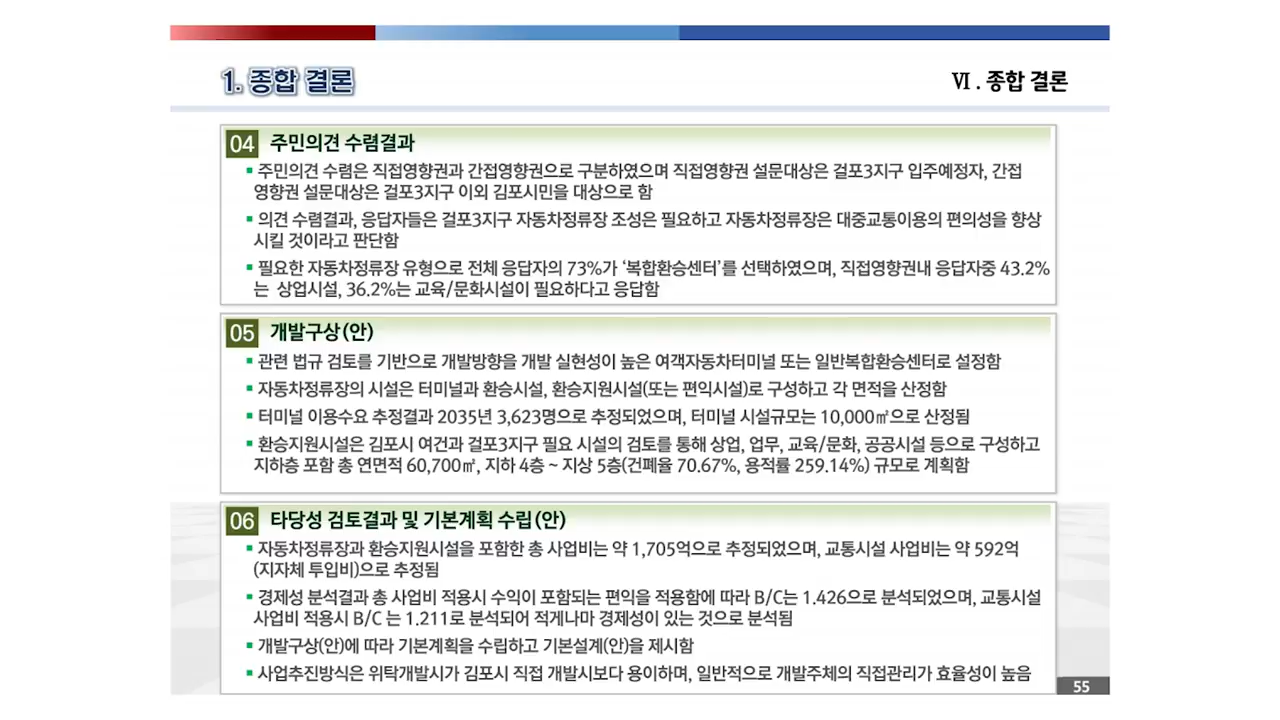 1. 종합 결론
Ⅵ . 종합 결론
04 주민의견 수렴결과
▪ 주민의견 수렴은 직접영향권과 간접영향권으로 구분하였으며 직접영향권 설문대상은 걸포3지구 입주예정자, 간접
영향권 설문대상은 걸포3지구 이외 김포시민을 대상으로 함
▪ 의견 수렴결과, 응답자들은 걸포3지구 자동차정류장 조성은 필요하고 자동차정류장은 대중교통이용의 편의성을 향상
시킬 것이라고 판단함
▪ 필요한 자동차정류장 유형으로 전체 응답자의 73%가 ‘복합환승센터’를 선택하였으며, 직접영향권내 응답자중 43.2%
는 상업시설, 36.2%는 교육/문화시설이 필요하다고 응답함
05 개발구상(안)
▪ 관련 법규 검토를 기반으로 개발방향을 개발 실현성이 높은 여객자동차터미널 또는 일반복합환승센터로 설정함
▪ 자동차정류장의 시설은 터미널과 환승시설, 환승지원시설(또는 편익시설)로 구성하고 각 면적을 산정함
▪ 터미널 이용수요 추정결과 2035년 3,623명으로 추정되었으며, 터미널 시설규모는 10,000㎡으로 산정됨
▪ 환승지원시설은 김포시 여건과 걸포3지구 필요 시설의 검토를 통해 상업, 업무, 교육/문화, 공공시설 등으로 구성하고
지하층 포함 총 연면적 60,700㎡, 지하 4층 ~ 지상 5층(건폐율 70.67%, 용적률 259.14%) 규모로 계획함
06 타당성 검토결과 및 기본계획 수립(안)
▪ 자동차정류장과 환승지원시설을 포함한 총 사업비는 약 1,705억으로 추정되었으며, 교통시설 사업비는 약 592억
(지자체 투입비)으로 추정됨
▪ 경제성 분석결과 총 사업비 적용시 수익이 포함되는 편익을 적용함에 따라 B/C는 1.426으로 분석되었으며, 교통시설
사업비 적용시 B/C 는 1.211로 분석되어 적게나마 경제성이 있는 것으로 분석됨
▪ 개발구상(안)에 따라 기본계획을 수립하고 기본설계(안)을 제시함
▪ 사업추진방식은 위탁개발시가 김포시 직접 개발시보다 용이하며, 일반적으로 개발주체의 직접관리가 효율성이 높음
55